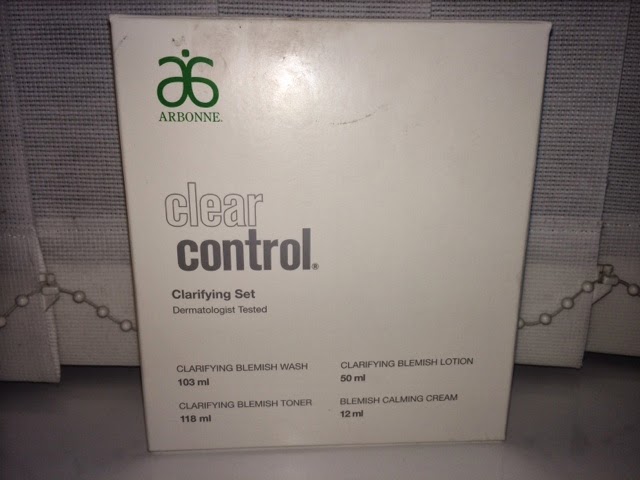 ARBONNE.
clear
control®
Clarifying Set
Dermatologist Tested
CLARIFYING BLEMISH WASH
103 ml
CLARIFYING BLEMISH TONER
118 ml
CLARIFYING BLEMISH LOTION
50 ml
BLEMISH CALMING CREAM
12 ml